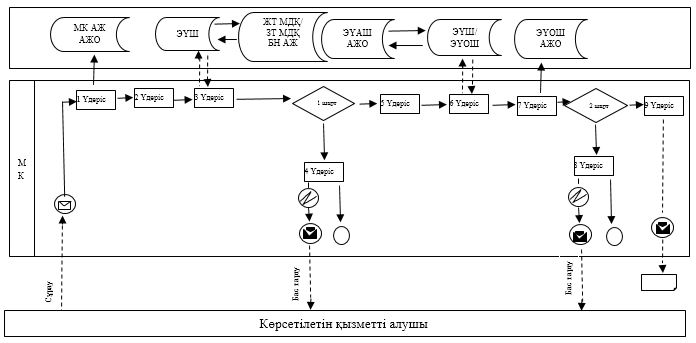 МК АЖ
АЖО
ЭҮШ
ЖТ МДҚ/
ЗТ МДҚ
БН АЖ
ЭҮАШ
АЖО
ЭҮШ/
ЭҮОШ
ЭҮОШ
АЖО
М
К
1 Үдеріс
2 Үдеріс
3 Үдеріс
1 шарт
5 Үдеріс
6 Үдеріс
7 Үдеріс
2 шарт
9 Үдеріс
4 Үдеріс
8 Үдеріс
Сұрау
Бас тарту
Бас тарту
Көрсетілетін қызметті алушы